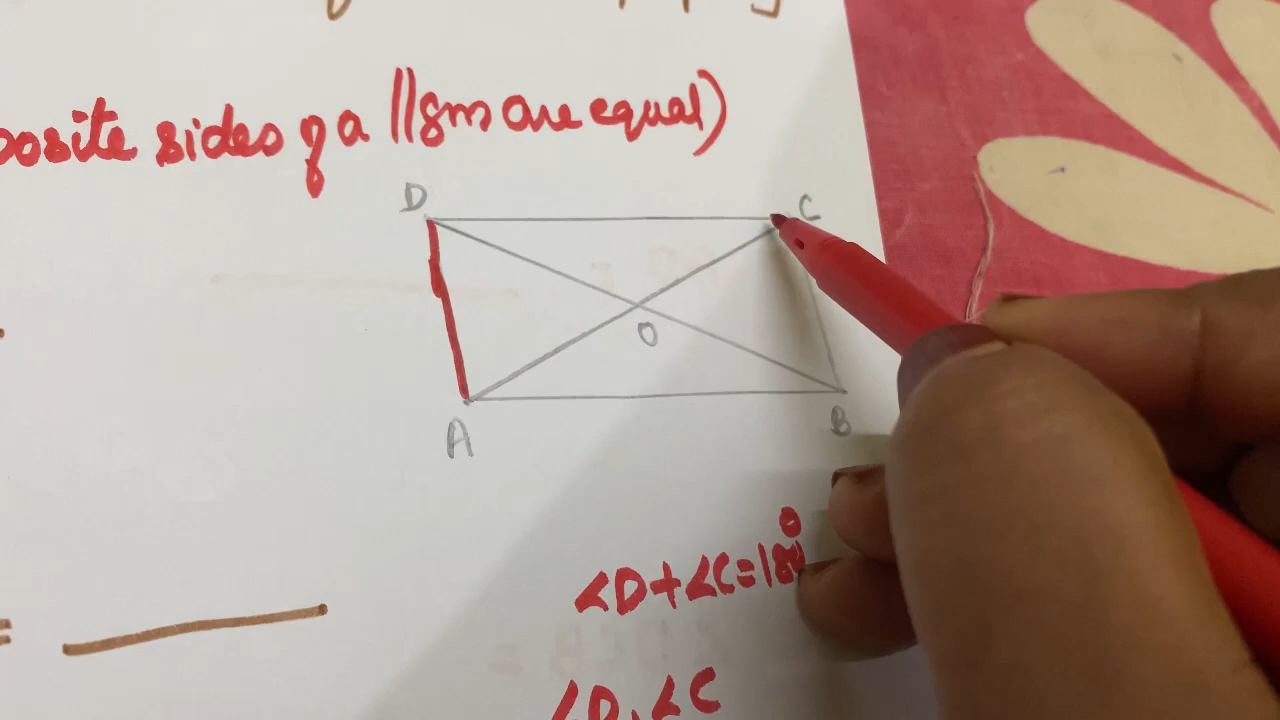 posite sides of a ||gm are equal)
D C
O
A B
=
∠D+∠C=180°
∠D, ∠C